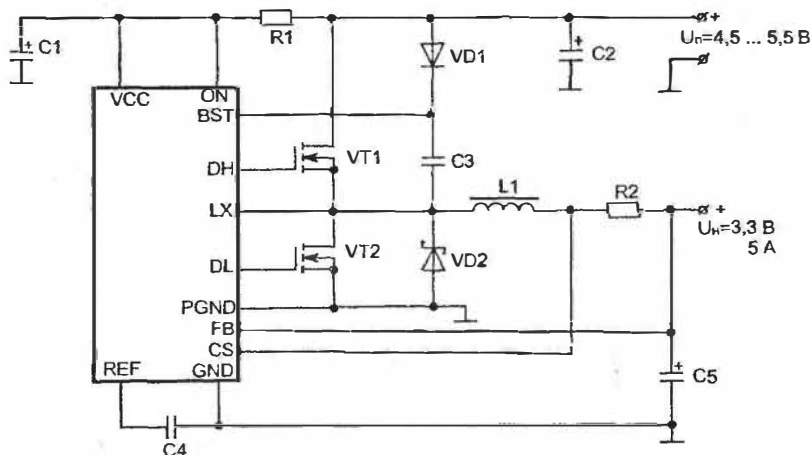 C1
R1
VD1
C2
+
Uп=4,5 ... 5,5 В
VCC
ON
BST
DH
VT1
C3
LX
L1
R2
+
Uн=3,3 В
5 А
DL
VT2
VD2
PGND
FB
CS
REF
GND
C4
+
C5